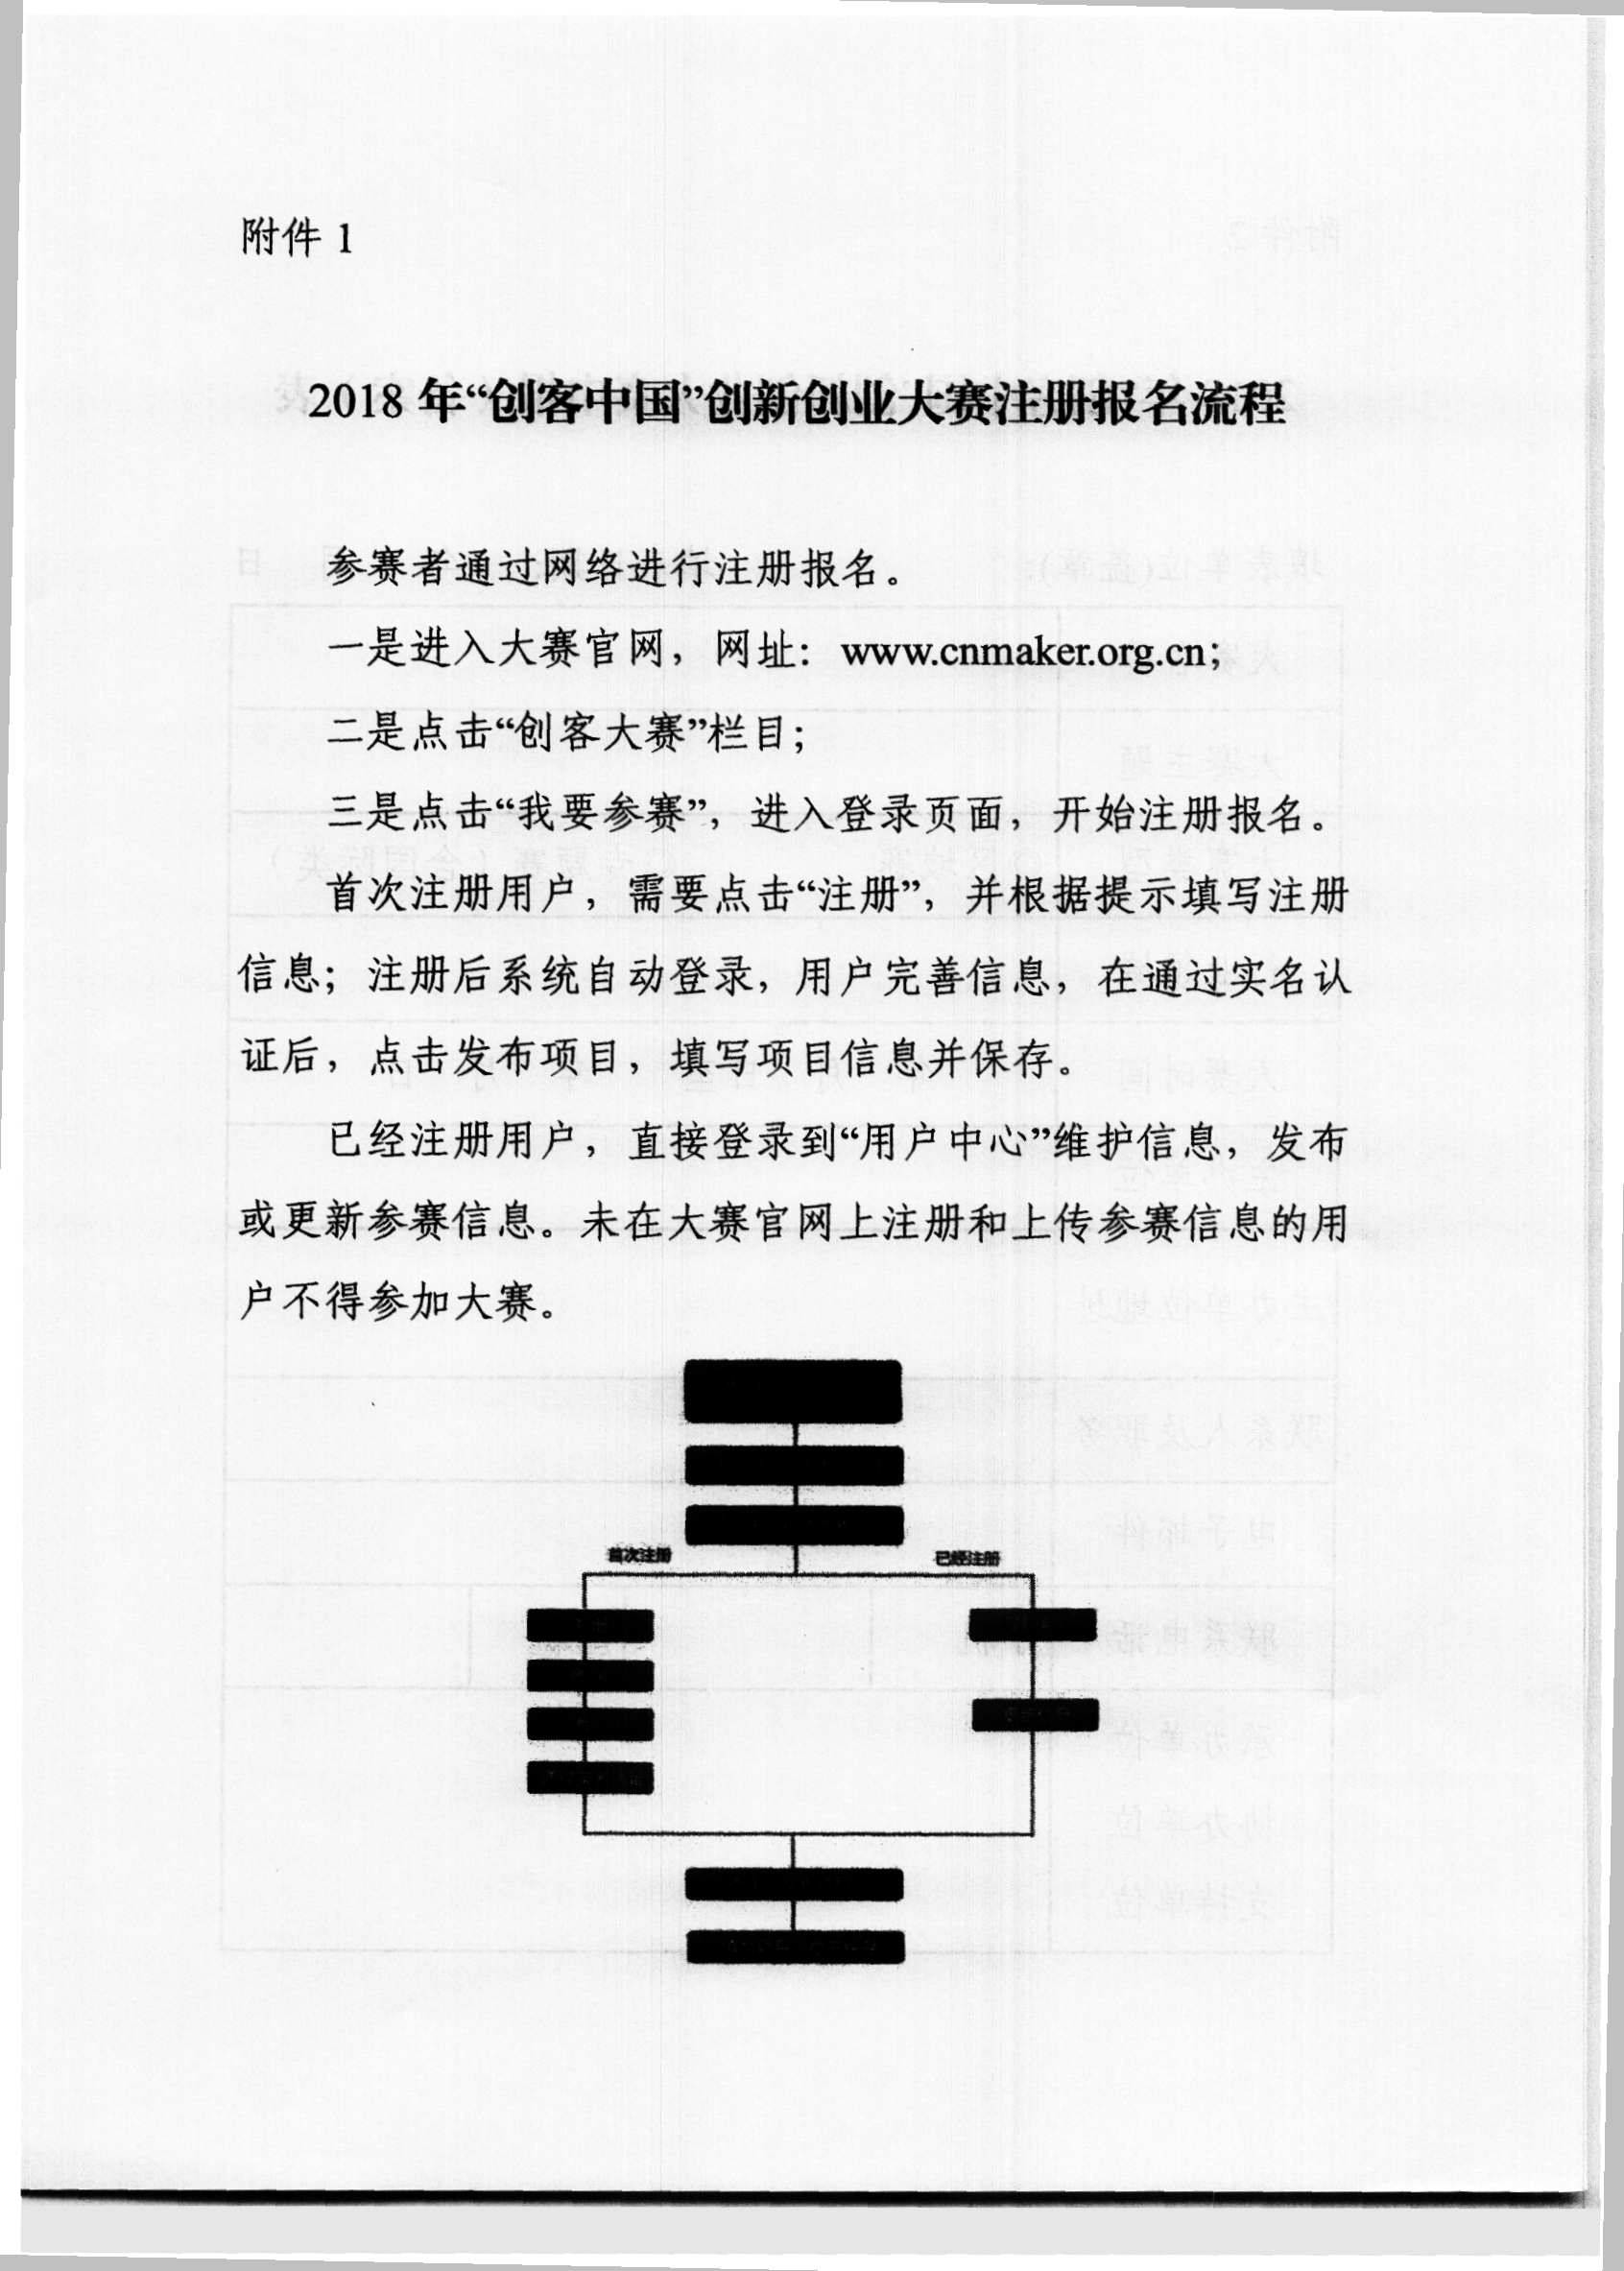 附件 1
2018 年“创客中国”创新创业大赛注册报名流程
参赛者通过网络进行注册报名。
一是进入大赛官网，网址：www.cnmaker.org.cn；
二是点击“创客大赛”栏目；
三是点击“我要参赛”，进入登录页面，开始注册报名。
首次注册用户，需要点击“注册”，并根据提示填写注册
信息；注册后系统自动登录，用户完善信息，在通过实名认
证后，点击发布项目，填写项目信息并保存。
已经注册用户，直接登录到“用户中心”维护信息，发布
或更新参赛信息。未在大赛官网上注册和上传参赛信息的用
户不得参加大赛。
首次注册
已经注册